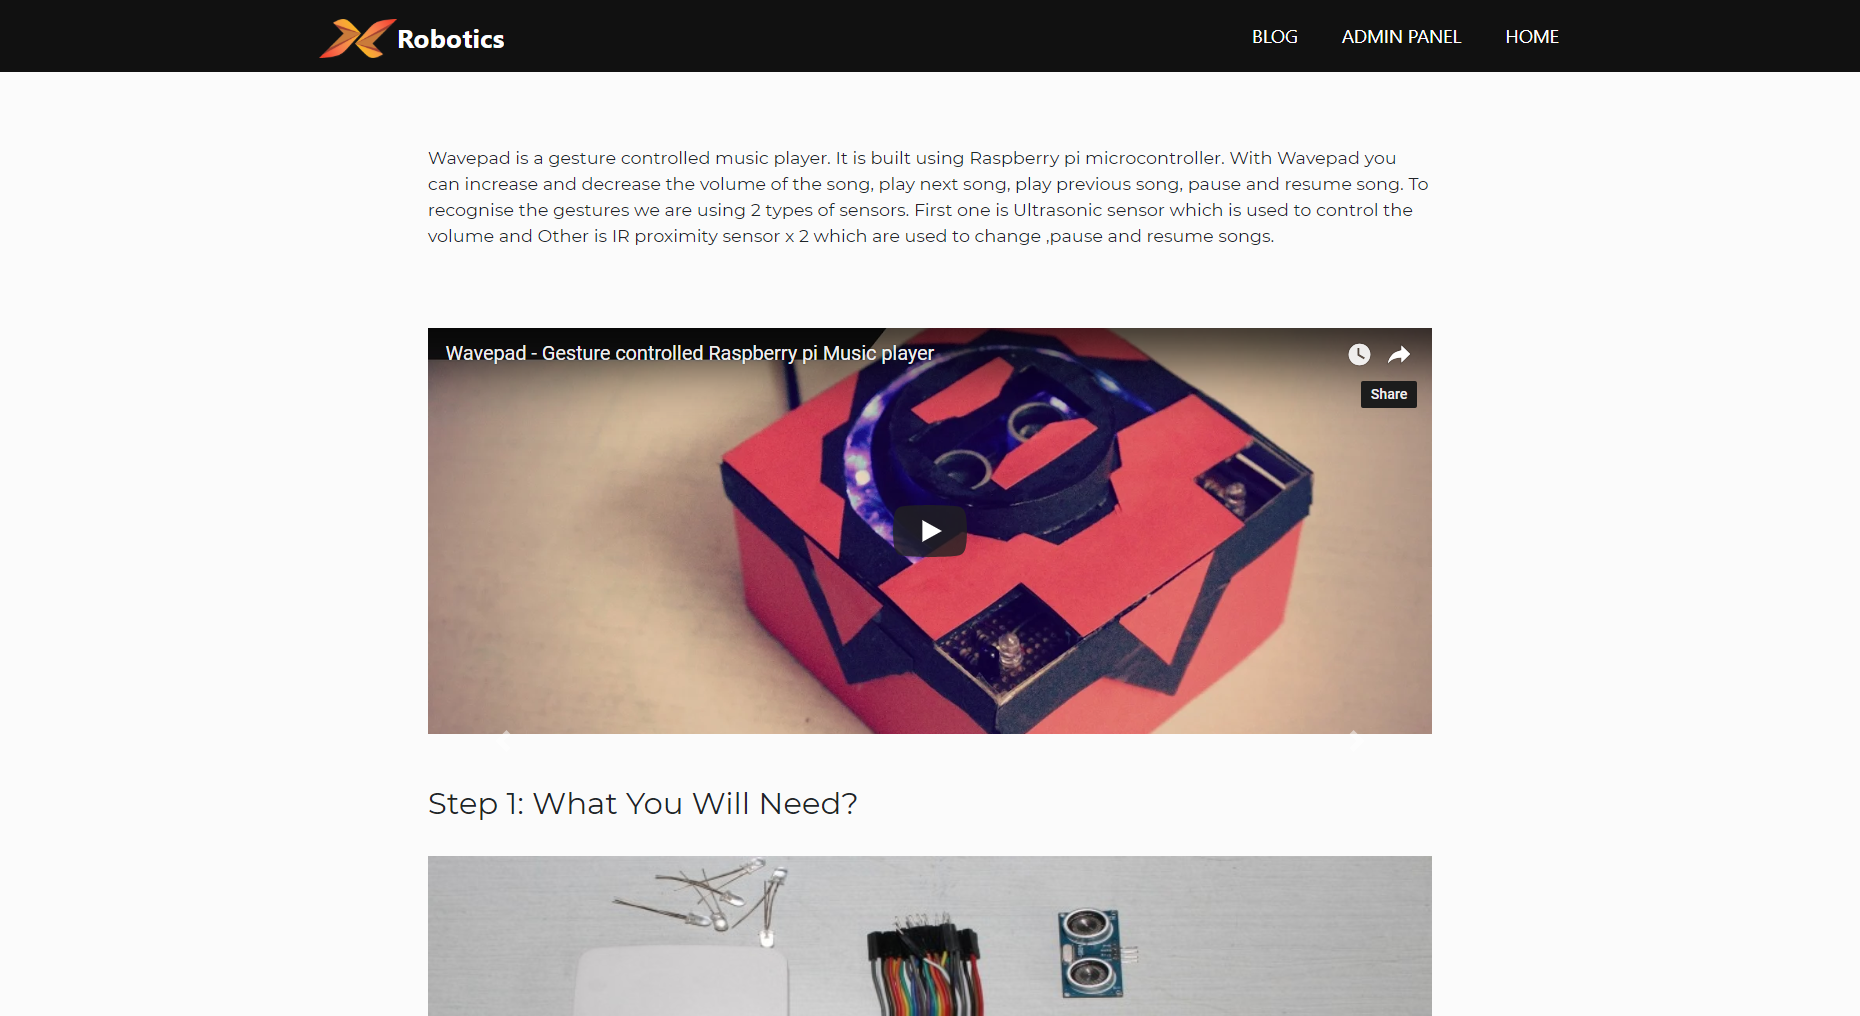 Robotics
BLOG ADMIN PANEL HOME
Wavepad is a gesture controlled music player. It is built using Raspberry pi microcontroller. With Wavepad you
can increase and decrease the volume of the song, play next song, play previous song, pause and resume song. To
recognise the gestures we are using 2 types of sensors. First one is Ultrasonic sensor which is used to control the
volume and Other is IR proximity sensor x 2 which are used to change ,pause and resume songs.
Wavepad - Gesture controlled Raspberry pi Music player
Share
Step 1: What You Will Need?